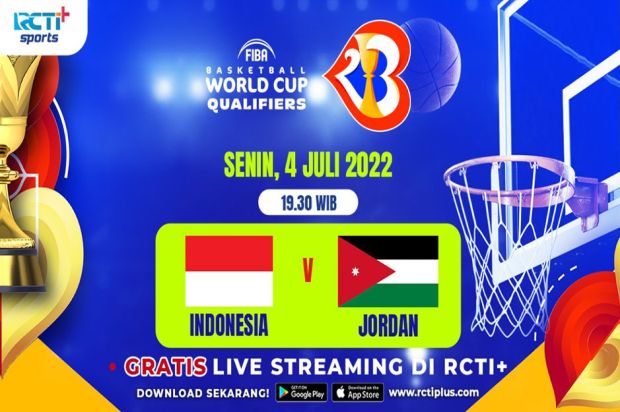 RCTI+
sports
FIBA
BASKETBALL
WORLD CUP
QUALIFIERS
23
SENIN, 4 JULI 2022
19.30 WIB
V
INDONESIA
JORDAN
• GRATIS LIVE STREAMING DI RCTI+
DOWNLOAD SEKARANG! GET IT ON Google Play Download on the App Store www.rctiplus.com